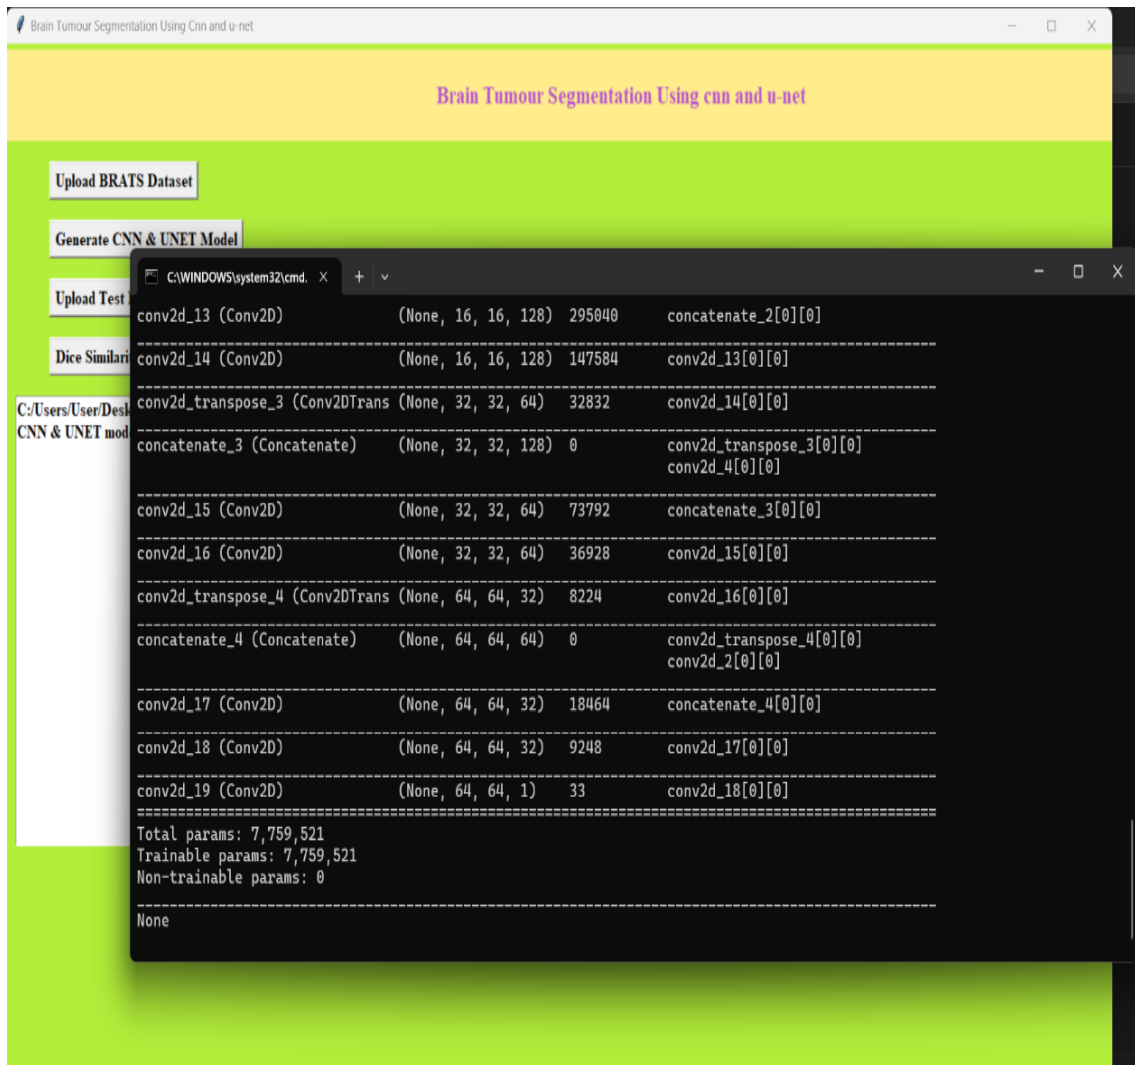 Brain Tumour Segmentation Using Cnn and u-net
Brain Tumour Segmentation Using cnn and u-net
Upload BRATS Dataset
Generate CNN & UNET Model
Upload Test
Dice
C:/Users/User/
CNN & UNET
C:\WINDOWS\system32\cmd.
conv2d_13 (Conv2D) (None, 16, 16, 128) 295040 concatenate_2[0][0]
conv2d_14 (Conv2D) (None, 16, 16, 128) 147584 conv2d_13[0][0]
conv2d_transpose_3 (Conv2DTrans (None, 32, 32, 64) 32832 conv2d_14[0][0]
concatenate_3 (Concatenate) (None, 32, 32, 128) 0 conv2d_transpose_3[0][0]
conv2d_4[0][0]
conv2d_15 (Conv2D) (None, 32, 32, 64) 73792 concatenate_3[0][0]
conv2d_16 (Conv2D) (None, 32, 32, 64) 36928 conv2d_15[0][0]
conv2d_transpose_4 (Conv2DTrans (None, 64, 64, 32) 8224 conv2d_16[0][0]
concatenate_4 (Concatenate) (None, 64, 64, 64) 0 conv2d_transpose_4[0][0]
conv2d_2[0][0]
conv2d_17 (Conv2D) (None, 64, 64, 32) 18464 concatenate_4[0][0]
conv2d_18 (Conv2D) (None, 64, 64, 32) 9248 conv2d_17[0][0]
conv2d_19 (Conv2D) (None, 64, 64, 1) 33 conv2d_18[0][0]
Total params: 7,759,521
Trainable params: 7,759,521
Non-trainable params: 0
None